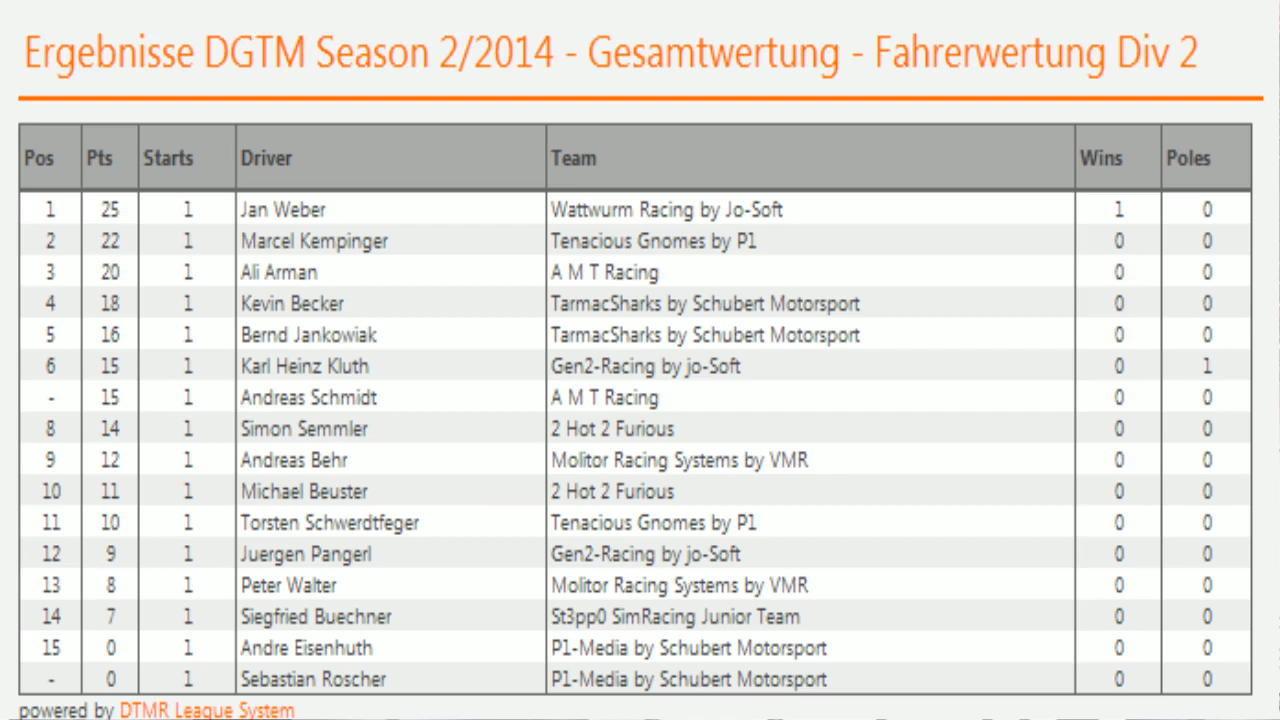 Ergebnisse DGTM Season 2/2014 - Gesamtwertung - Fahrerwertung Div 2
Pos Pts Starts Driver Team Wins Poles
1 25 1 Jan Weber Wattwurm Racing by Jo-Soft 1 0
2 22 1 Marcel Kempinger Tenacious Gnomes by P1 0 0
3 20 1 Ali Arman A M T Racing 0 0
4 18 1 Kevin Becker TarmacSharks by Schubert Motorsport 0 0
5 16 1 Bernd Jankowiak TarmacSharks by Schubert Motorsport 0 0
6 15 1 Karl Heinz Kluth Gen2-Racing by jo-Soft 0 1
- 15 1 Andreas Schmidt A M T Racing 0 0
8 14 1 Simon Semmler 2 Hot 2 Furious 0 0
9 12 1 Andreas Behr Molitor Racing Systems by VMR 0 0
10 11 1 Michael Beuster 2 Hot 2 Furious 0 0
11 10 1 Torsten Schwerdtfeger Tenacious Gnomes by P1 0 0
12 9 1 Juergen Pangerl Gen2-Racing by jo-Soft 0 0
13 8 1 Peter Walter Molitor Racing Systems by VMR 0 0
14 7 1 Siegfried Buechner St3pp0 SimRacing Junior Team 0 0
15 0 1 Andre Eisenhuth P1-Media by Schubert Motorsport 0 0
- 0 1 Sebastian Roscher P1-Media by Schubert Motorsport 0 0
powered by DTMR League System